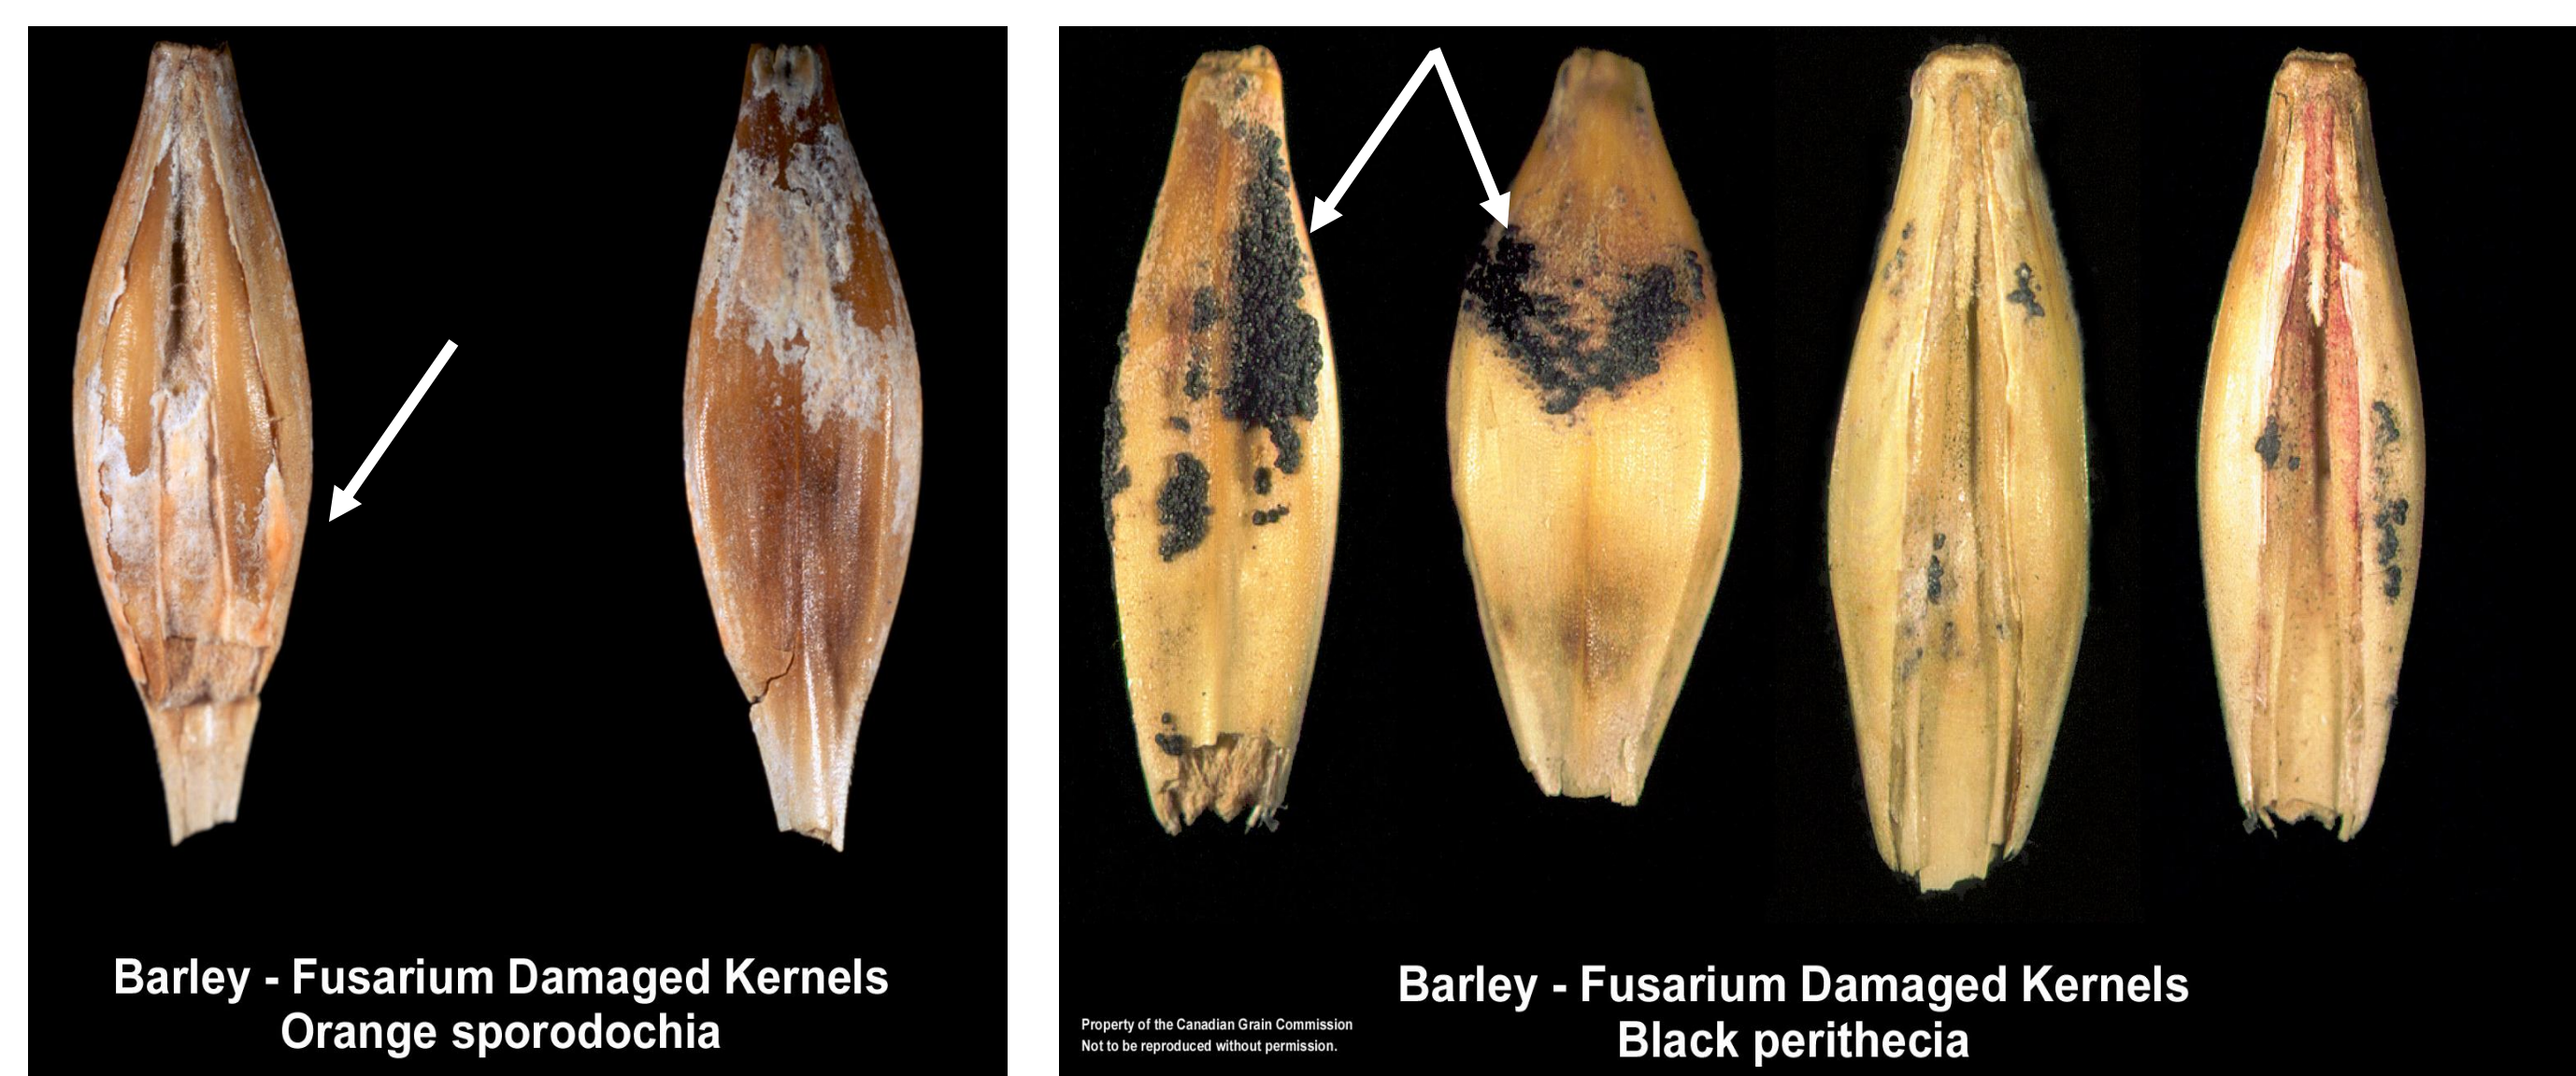 Barley - Fusarium Damaged Kernels
Orange sporodochia
Barley - Fusarium Damaged Kernels
Black perithecia
Property of the Canadian Grain Commission
Not to be reproduced without permission.